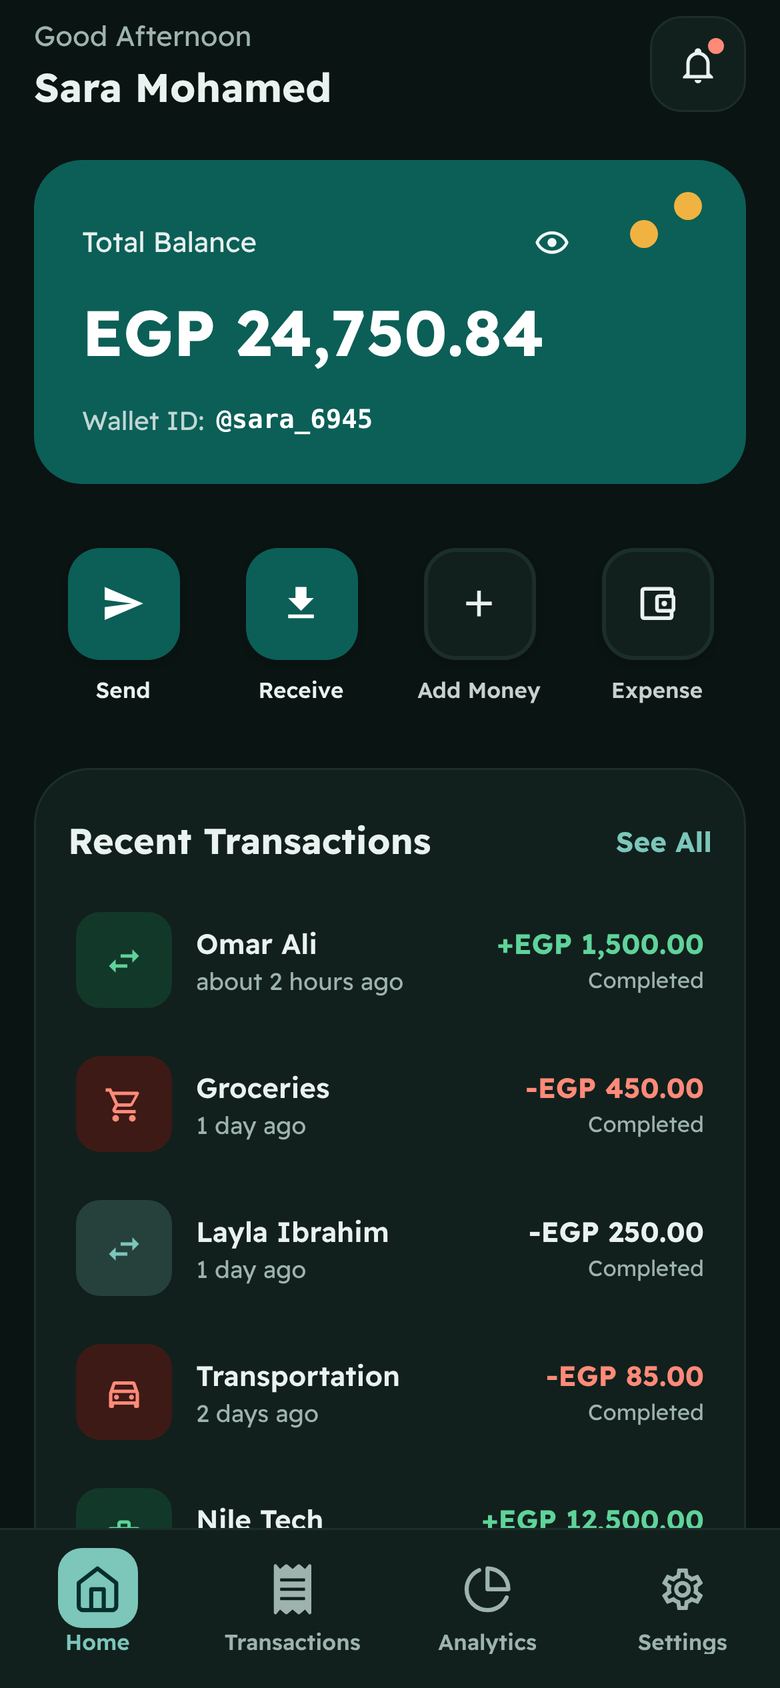 Good Afternoon
Sara Mohamed
Total Balance
EGP 24,750.84
Wallet ID: @sara_6945
Send
Receive
Add Money
Expense
Recent Transactions
See All
Omar Ali
+EGP 1,500.00
about 2 hours ago
Completed
Groceries
-EGP 450.00
1 day ago
Completed
Layla Ibrahim
-EGP 250.00
1 day ago
Completed
Transportation
-EGP 85.00
2 days ago
Completed
Nile Tech
+EGP 12,500.00
Home
Transactions
Analytics
Settings